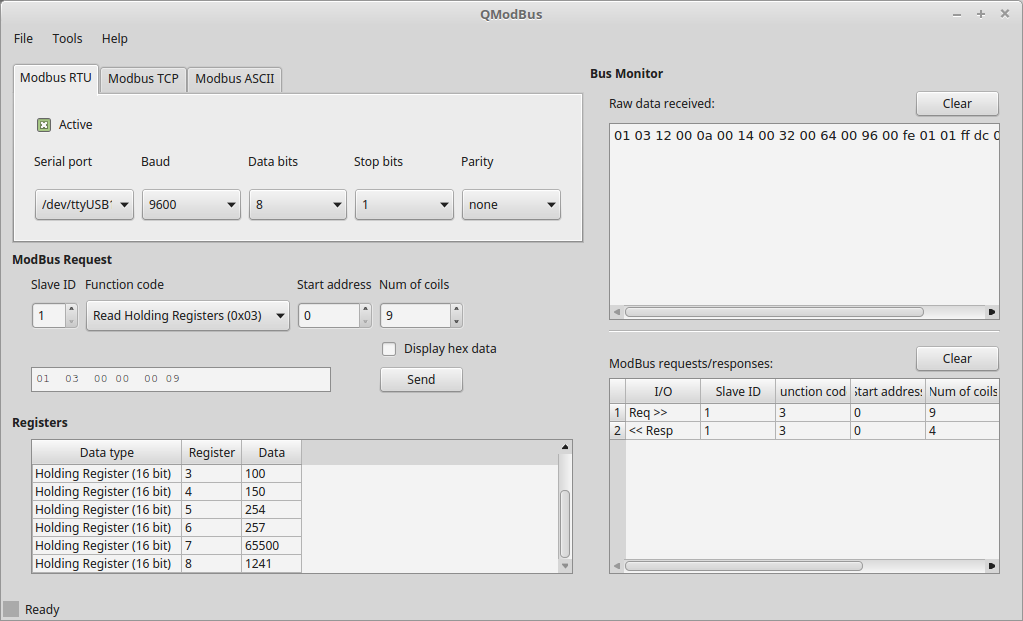 QModBus
File Tools Help
Modbus RTU Modbus TCP Modbus ASCII
Active
Serial port Baud Data bits Stop bits Parity
/dev/ttyUSB 9600 8 1 none
ModBus Request
Slave ID Function code Start address Num of coils
1 Read Holding Registers (0x03) 0 9
Display hex data
01 03 00 00 00 09
Send
Registers
Data type Register Data
Holding Register (16 bit) 3 100
Holding Register (16 bit) 4 150
Holding Register (16 bit) 5 254
Holding Register (16 bit) 6 257
Holding Register (16 bit) 7 65500
Holding Register (16 bit) 8 1241
Bus Monitor
Raw data received: Clear
01 03 12 00 0a 00 14 00 32 00 64 00 96 00 fe 01 01 ff dc 0
ModBus requests/responses: Clear
I/O Slave ID unction cod Start address Num of coils
1 Req >> 1 3 0 9
2 << Resp 1 3 0 4
Ready